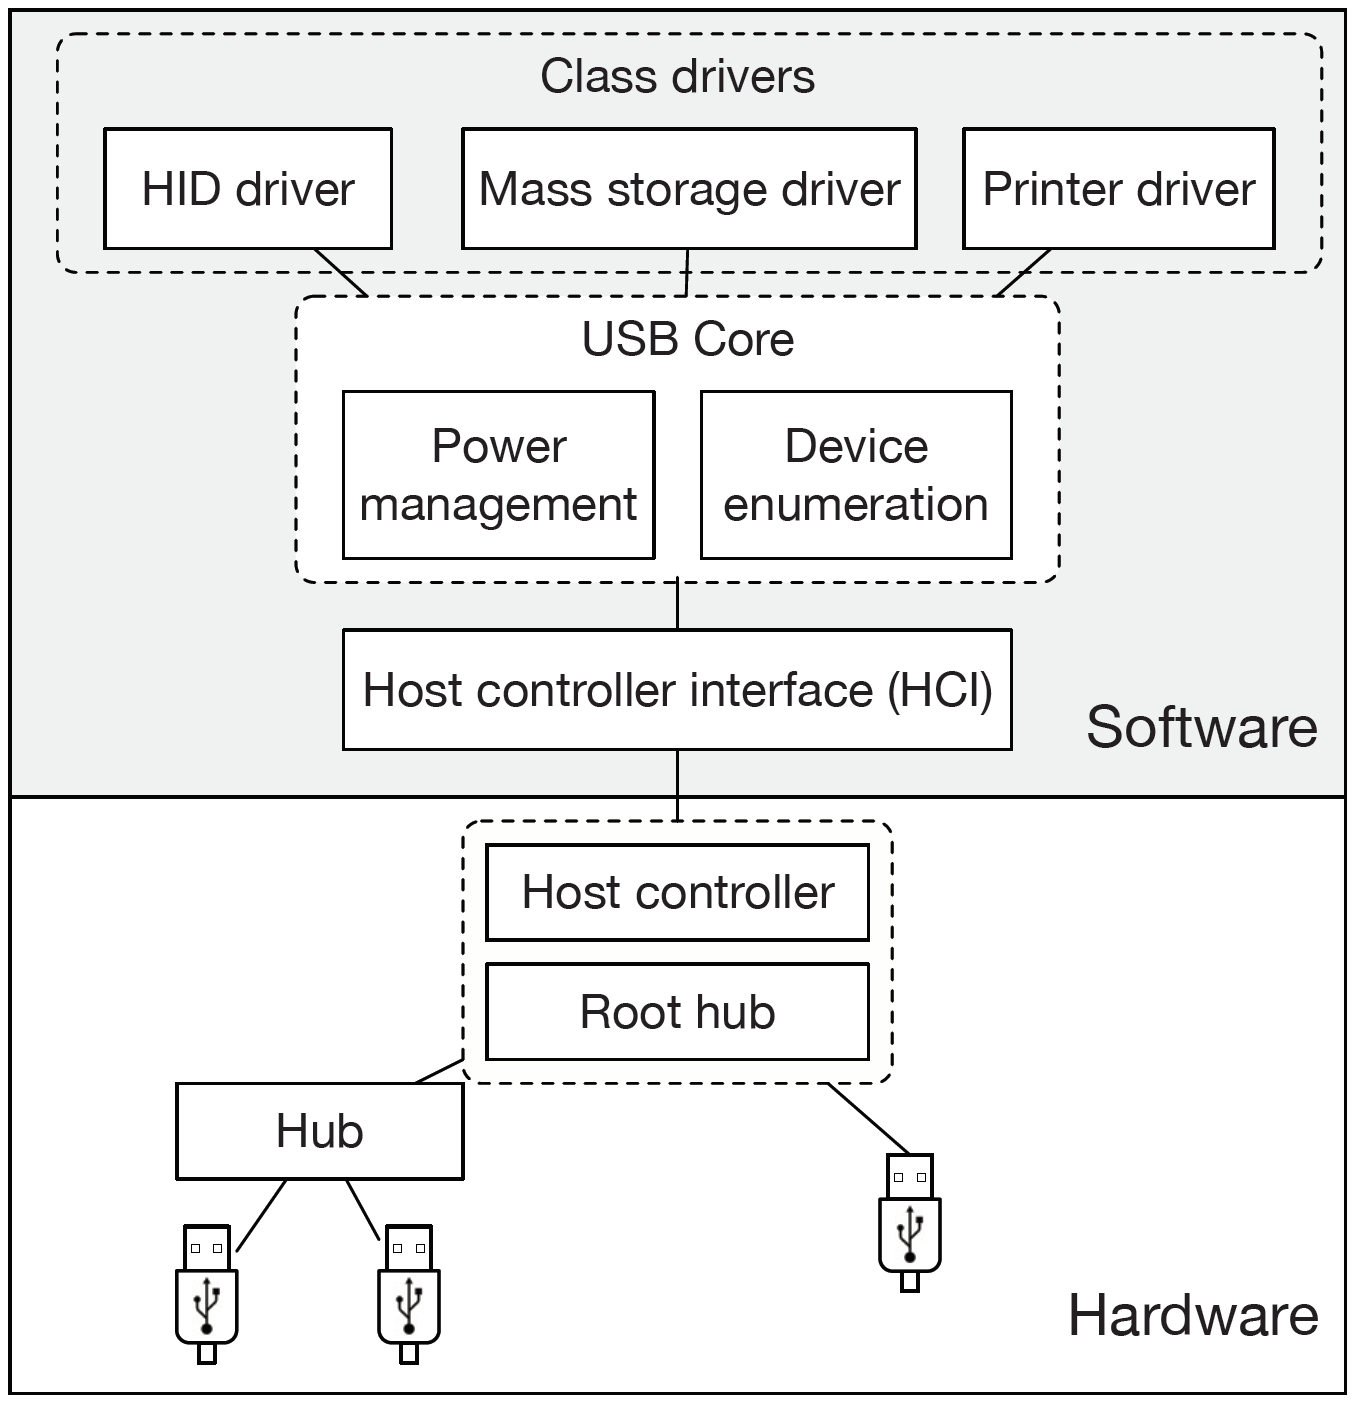 Class drivers
HID driver
Mass storage driver
Printer driver
USB Core
Power
management
Device
enumeration
Host controller interface (HCI)
Software
Host controller
Root hub
Hub
Hardware